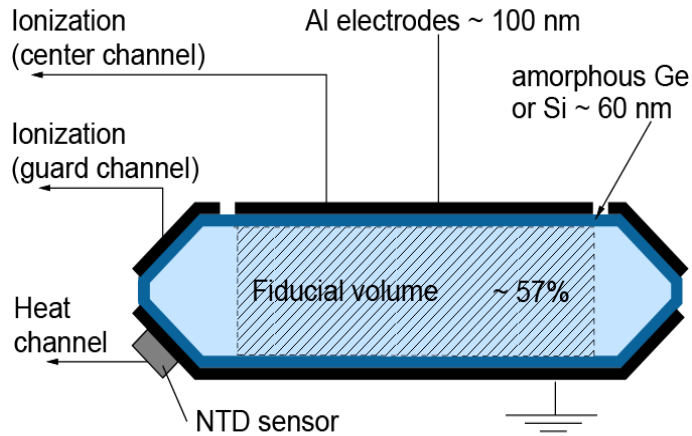 Ionization
(center channel)
Al electrodes ~ 100 nm
amorphous Ge
or Si ~ 60 nm
Ionization
(guard channel)
Fiducial volume ~ 57%
Heat
channel
NTD sensor